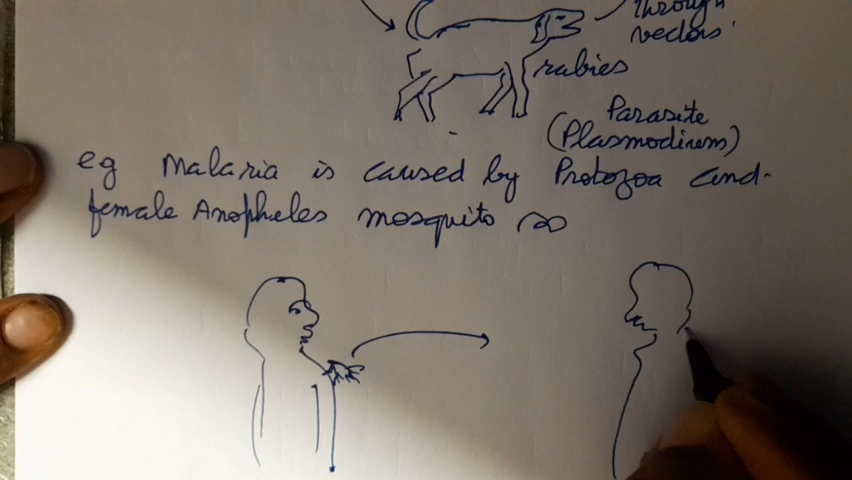 through
vectors'
rabies
Parasite
(Plasmodium)
eg Malaria is caused by Protozoa and-
female Anopheles mosquito